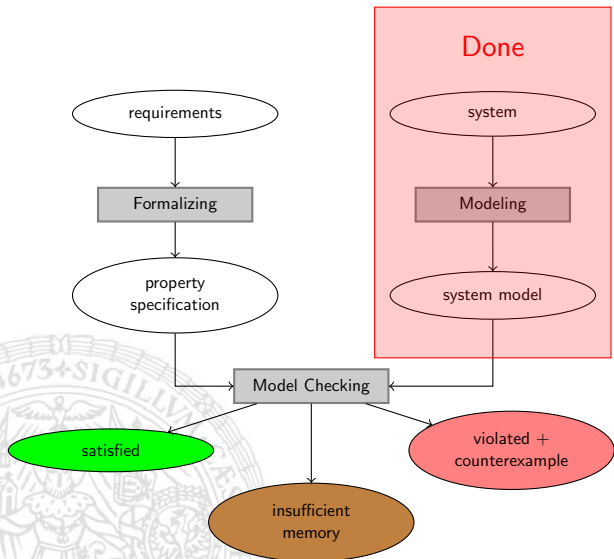 Done
requirements
system
Formalizing
Modeling
property
specification
system model
Model Checking
satisfied
violated +
counterexample
insufficient
memory